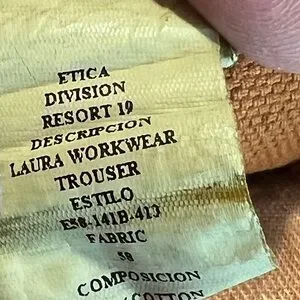 ETICA
DIVISION
RESORT 19
DESCRIPCION
LAURA WORKWEAR
TROUSER
ESTILO
E58-141B-413
FABRIC
58
COMPOSICION
COTTON